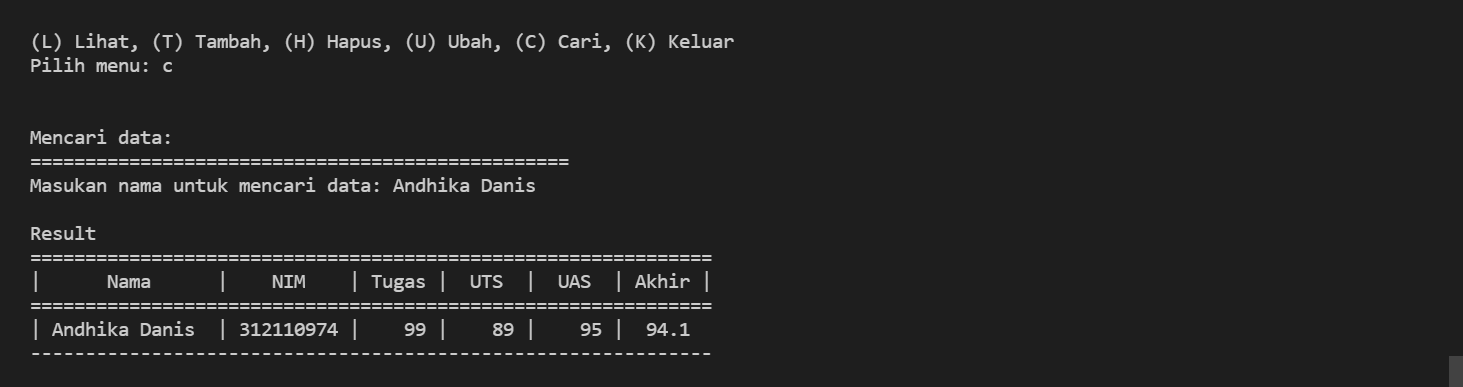 (L) Lihat, (T) Tambah, (H) Hapus, (U) Ubah, (C) Cari, (K) Keluar
Pilih menu: c
Mencari data:
=================================================
Masukan nama untuk mencari data: Andhika Danis
Result
==============================================================
|      Nama      |    NIM    | Tugas |  UTS  |  UAS  | Akhir |
==============================================================
| Andhika Danis  | 312110974 |    99 |    89 |    95 |  94.1
--------------------------------------------------------------